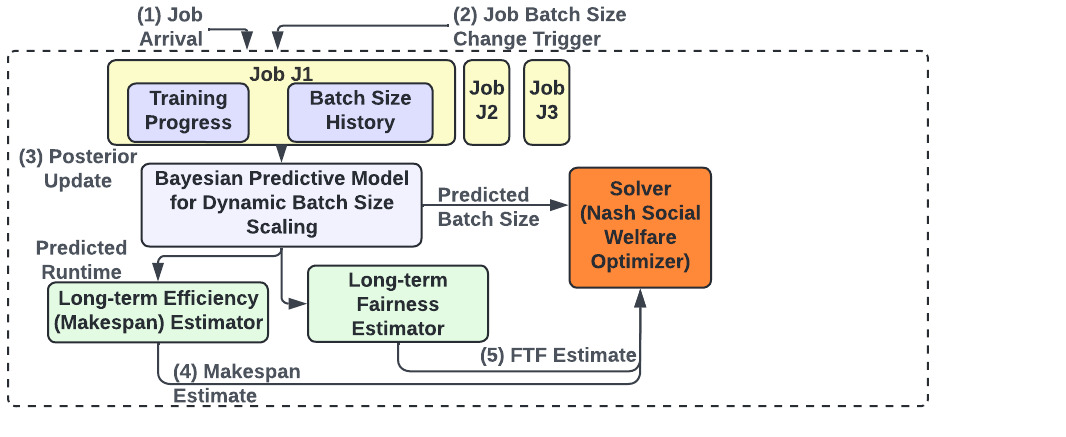 (1) Job
Arrival
(2) Job Batch Size
Change Trigger
Job J1
Training
Progress
Batch Size
History
Job
J2
Job
J3
(3) Posterior
Update
Bayesian Predictive Model
for Dynamic Batch Size
Scaling
Predicted
Batch Size
Solver
(Nash Social
Welfare
Optimizer)
Predicted
Runtime
Long-term Efficiency
(Makespan) Estimator
Long-term
Fairness
Estimator
(5) FTF Estimate
(4) Makespan
Estimate